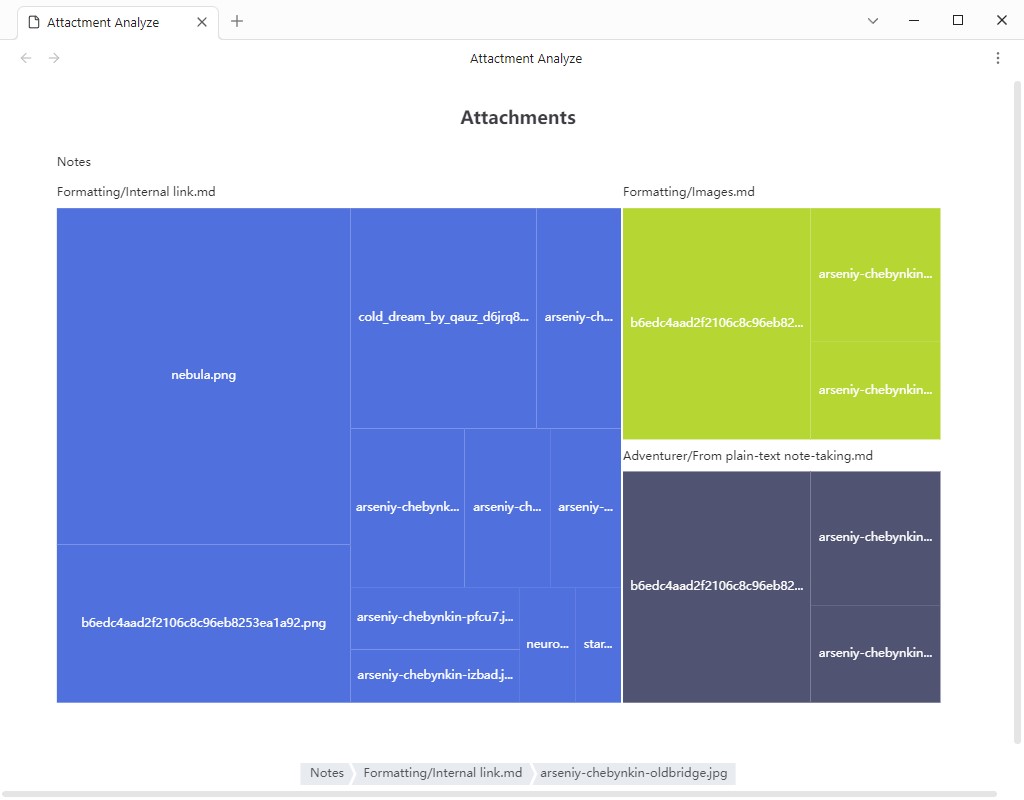 Attactment Analyze
Attactment Analyze
Attachments
Notes
Formatting/Internal link.md
Formatting/Images.md
nebula.png
cold_dream_by_qauz_d6jrq8...
arseniy-ch...
b6edc4aad2f2106c8c96eb82...
arseniy-chebynkin...
arseniy-chebynkin...
Adventurer/From plain-text note-taking.md
arseniy-chebynk...
arseniy-ch...
arseniy-...
b6edc4aad2f2106c8c96eb82...
arseniy-chebynkin...
arseniy-chebynkin...
b6edc4aad2f2106c8c96eb8253ea1a92.png
arseniy-chebynkin-pfcu7.j...
arseniy-chebynkin-izbad.j...
neuro...
star...
Notes
Formatting/Internal link.md
arseniy-chebynkin-oldbridge.jpg